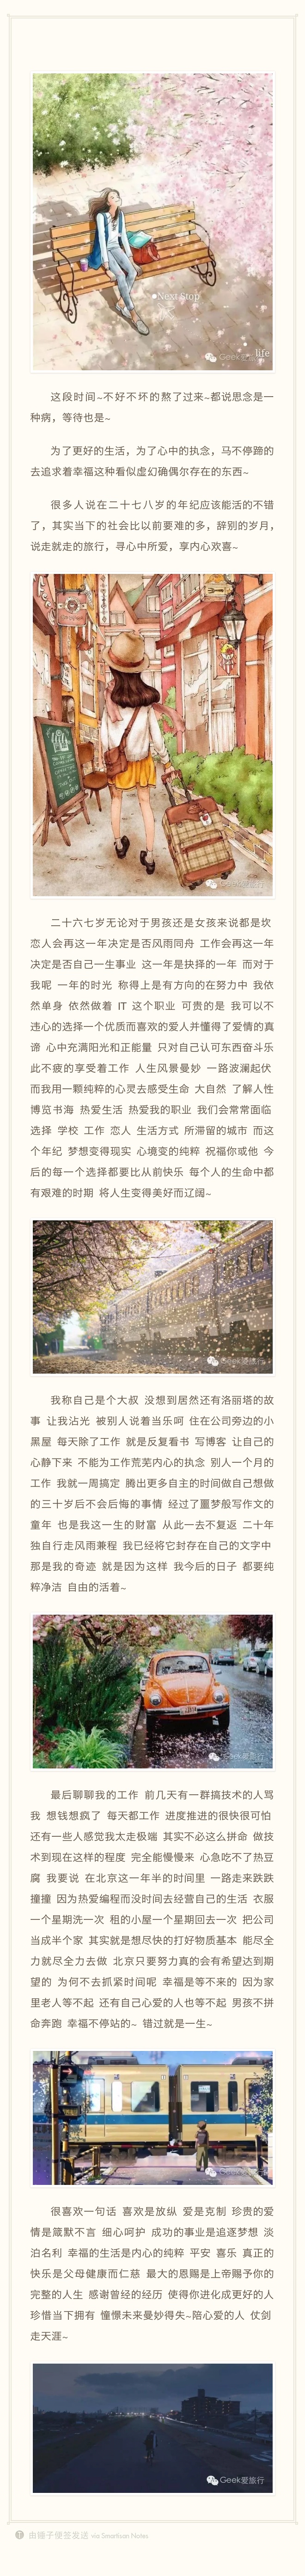 Next Stop
life
Geek爱旅行
这段时间~不好不坏的熬了过来~都说思念是一
种病，等待也是~
为了更好的生活，为了心中的执念，马不停蹄的
去追求着幸福这种看似虚幻确偶尔存在的东西~
很多人说在二十七八岁的年纪应该能活的不错
了，其实当下的社会比以前要难的多，辞别的岁月，
说走就走的旅行，寻心中所爱，享内心欢喜~
Geek爱旅行
二十六七岁无论对于男孩还是女孩来说都是坎
恋人会再这一年决定是否风雨同舟 工作会再这一年
决定是否自己一生事业 这一年是抉择的一年 而对于
我呢 一年的时光 称得上是有方向的在努力中 我依
然单身 依然做着 IT 这个职业 可贵的是 我可以不
违心的选择一个优质而喜欢的爱人并懂得了爱情的真
谛 心中充满阳光和正能量 只对自己认可东西奋斗乐
此不疲的享受着工作 人生风景曼妙 一路波澜起伏
而我用一颗纯粹的心灵去感受生命 大自然 了解人性
博览书海 热爱生活 热爱我的职业 我们会常常面临
选择 学校 工作 恋人 生活方式 所滞留的城市 而这
个年纪 梦想变得现实 心境变的纯粹 祝福你或他 今
后的每一个选择都要比从前快乐 每个人的生命中都
有艰难的时期 将人生变得美好而辽阔~
Geek爱旅行
我称自己是个大叔 没想到居然还有洛丽塔的故
事 让我沾光 被别人说着当乐呵 住在公司旁边的小
黑屋 每天除了工作 就是反复看书 写博客 让自己的
心静下来 不能为工作荒芜内心的执念 别人一个月的
工作 我就一周搞定 腾出更多自主的时间做自己想做
的三十岁后不会后悔的事情 经过了噩梦般写作文的
童年 也是我这一生的财富 从此一去不复返 二十年
独自行走风雨兼程 我已经将它封存在自己的文字中
那是我的奇迹 就是因为这样 我今后的日子 都要纯
粹净洁 自由的活着~
Geek爱旅行
最后聊聊我的工作 前几天有一群搞技术的人骂
我 想钱想疯了 每天都工作 进度推进的很快很可怕
还有一些人感觉我太走极端 其实不必这么拼命 做技
术到现在这样的程度 完全能慢慢来 心急吃不了热豆
腐 我要说 在北京这一年半的时间里 一路走来跌跌
撞撞 因为热爱编程而没时间去经营自己的生活 衣服
一个星期洗一次 租的小屋一个星期回去一次 把公司
当成半个家 其实就是想尽快的打好物质基本 能尽全
力就尽全力去做 北京只要努力真的会有希望达到期
望的 为何不去抓紧时间呢 幸福是等不来的 因为家
里老人等不起 还有自己心爱的人也等不起 男孩不拼
命奔跑 幸福不停站的~ 错过就是一生~
Geek爱旅行
很喜欢一句话 喜欢是放纵 爱是克制 珍贵的爱
情是箴默不言 细心呵护 成功的事业是追逐梦想 淡
泊名利 幸福的生活是内心的纯粹 平安 喜乐 真正的
快乐是父母健康而仁慈 最大的恩赐是上帝赐予你的
完整的人生 感谢曾经的经历 使得你进化成更好的人
珍惜当下拥有 憧憬未来曼妙得失~陪心爱的人 仗剑
走天涯~
Geek爱旅行
由锤子便签发送 via Smartisan Notes